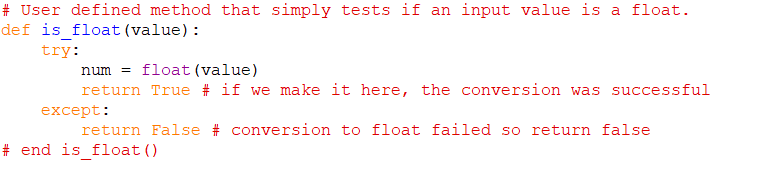 # User defined method that simply tests if an input value is a float.
def is_float(value):
    try:
        num = float(value)
        return True # if we make it here, the conversion was successful
    except:
        return False # conversion to float failed so return false
# end is_float()